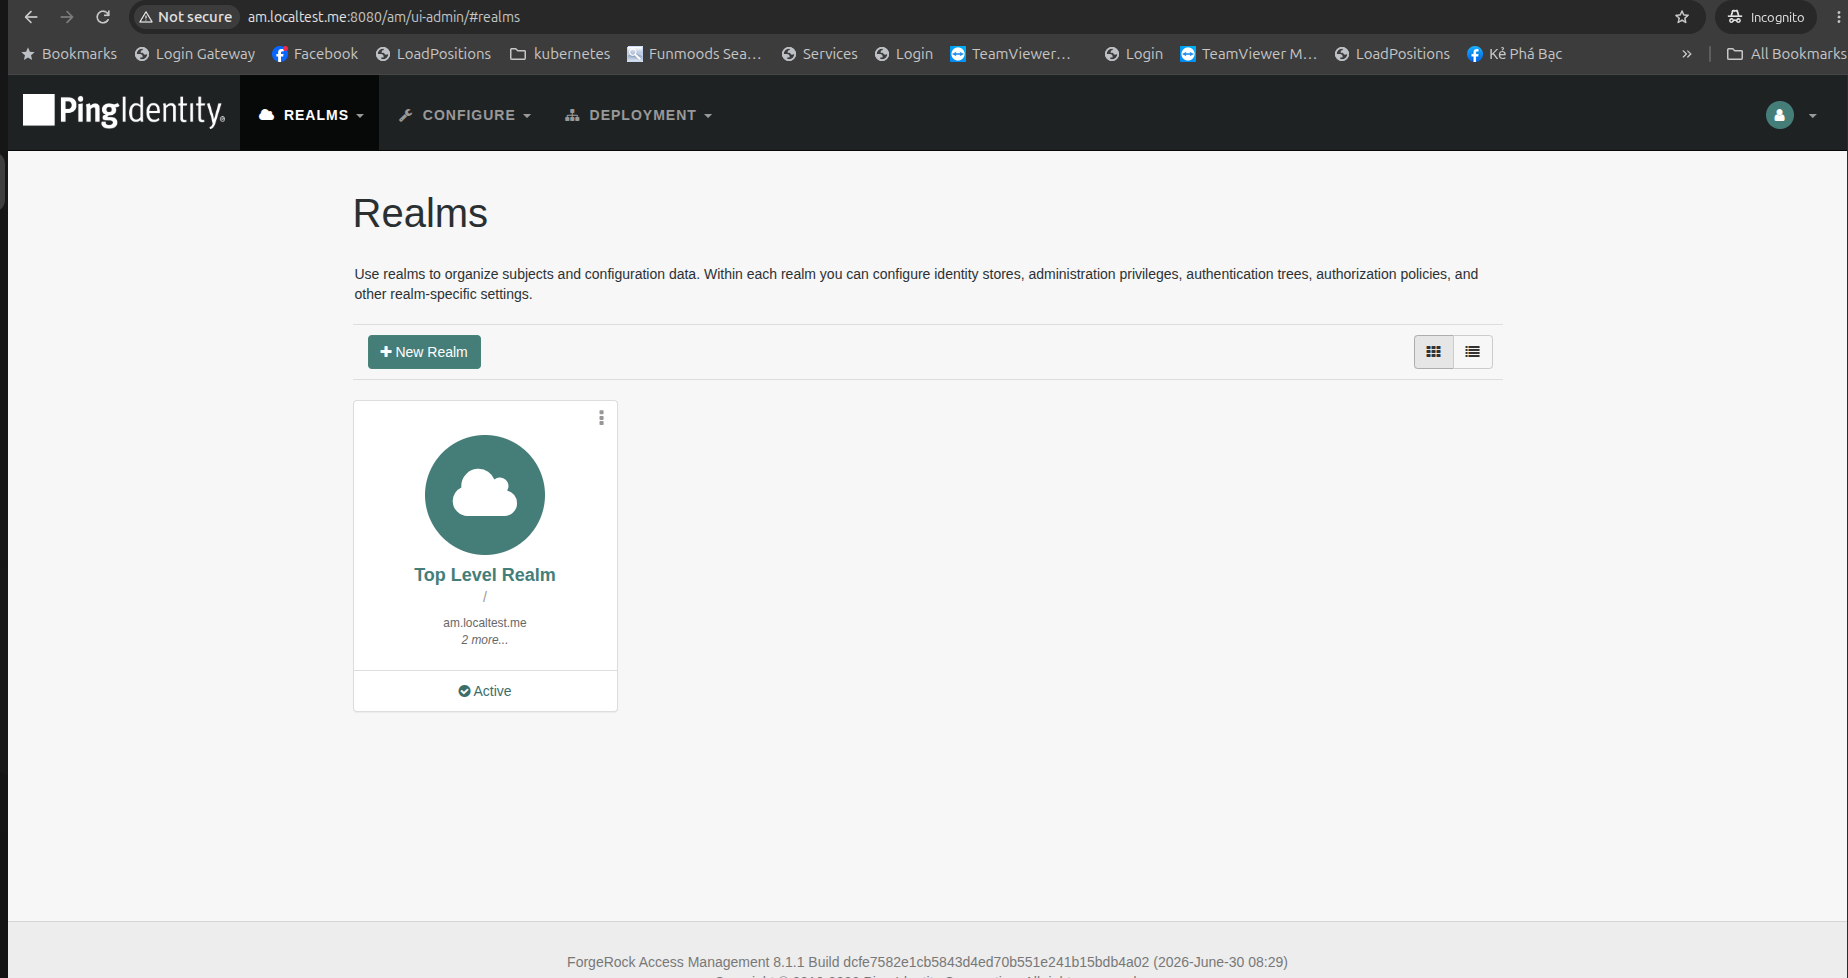 Not secure am.localtest.me:8080/am/ui-admin/#realms Incognito
Bookmarks Login Gateway Facebook LoadPositions kubernetes Funmoods Sea… Services Login TeamViewer… Login TeamViewer M… LoadPositions Kẻ Phá Bạc » All Bookmarks
PingIdentity® REALMS CONFIGURE DEPLOYMENT
Realms
Use realms to organize subjects and configuration data. Within each realm you can configure identity stores, administration privileges, authentication trees, authorization policies, and
other realm-specific settings.
New Realm
Top Level Realm
/
am.localtest.me
2 more...
Active
ForgeRock Access Management 8.1.1 Build dcfe7582e1cb5843d4ed70b551e241b15bdb4a02 (2026-June-30 08:29)